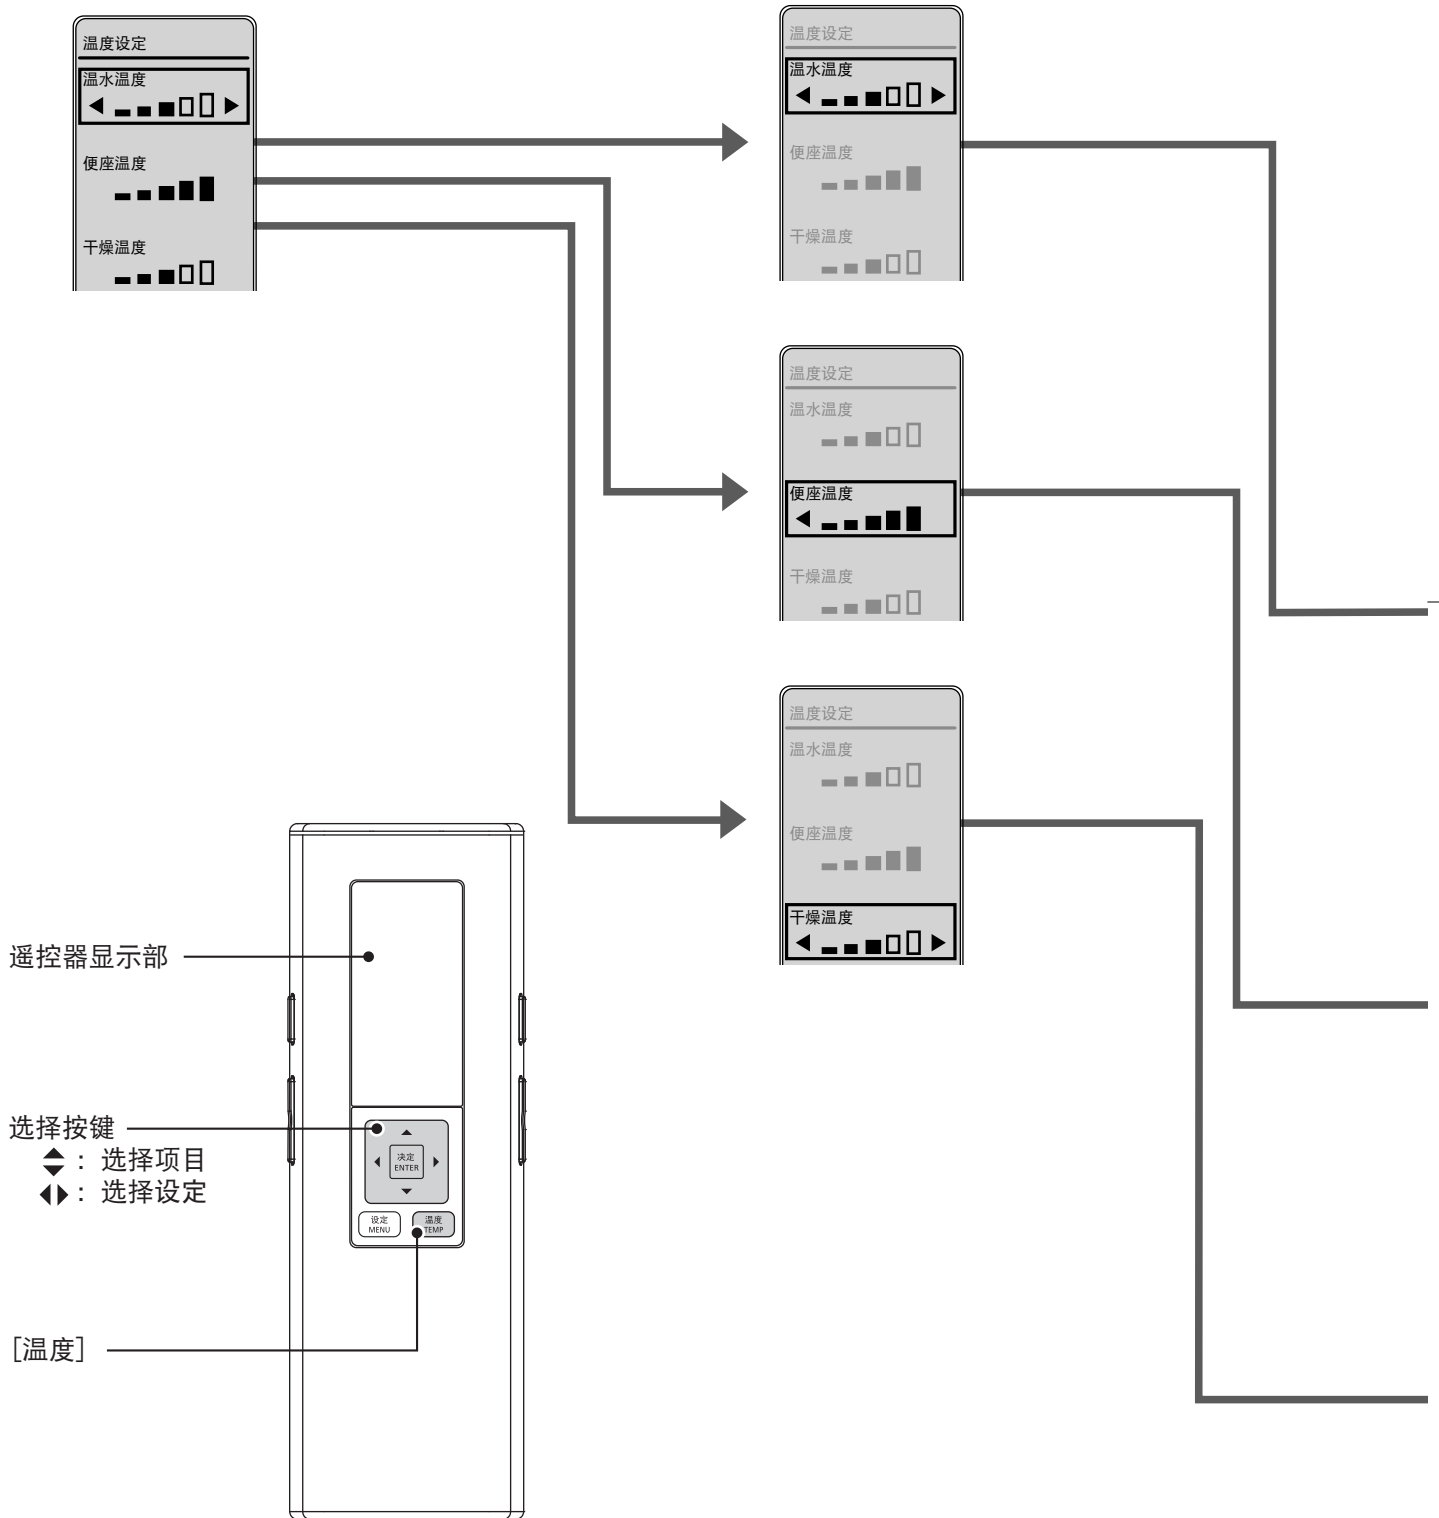 温度设定
温水温度
便座温度
干燥温度
温度设定
温水温度
便座温度
干燥温度
温度设定
温水温度
便座温度
干燥温度
温度设定
温水温度
便座温度
干燥温度
遥控器显示部
选择按键
：选择项目
：选择设定
决定
ENTER
设定
MENU
温度
TEMP
[温度]